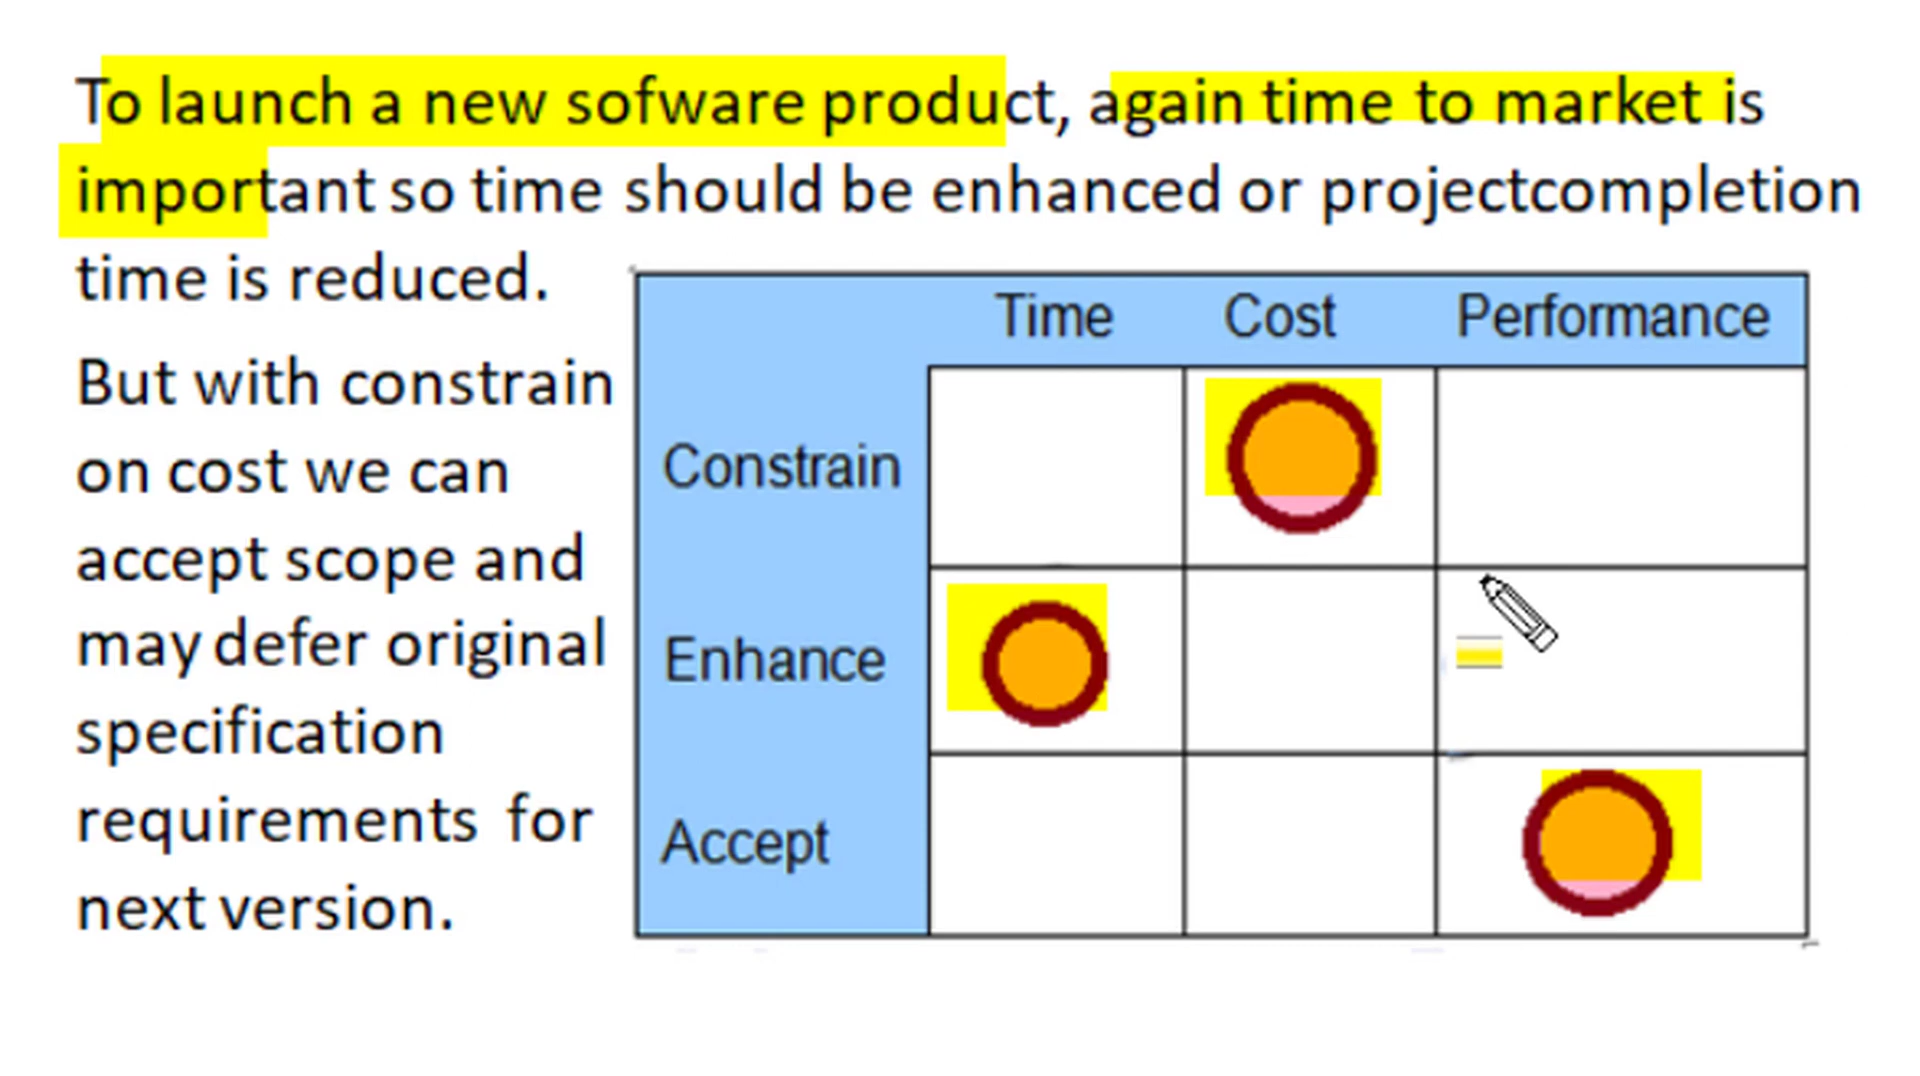 To launch a new sofware product, again time to market is
important so time should be enhanced or projectcompletion
time is reduced.
But with constrain
on cost we can
accept scope and
may defer original
specification
requirements for
next version.
Time Cost Performance
Constrain
Enhance
Accept